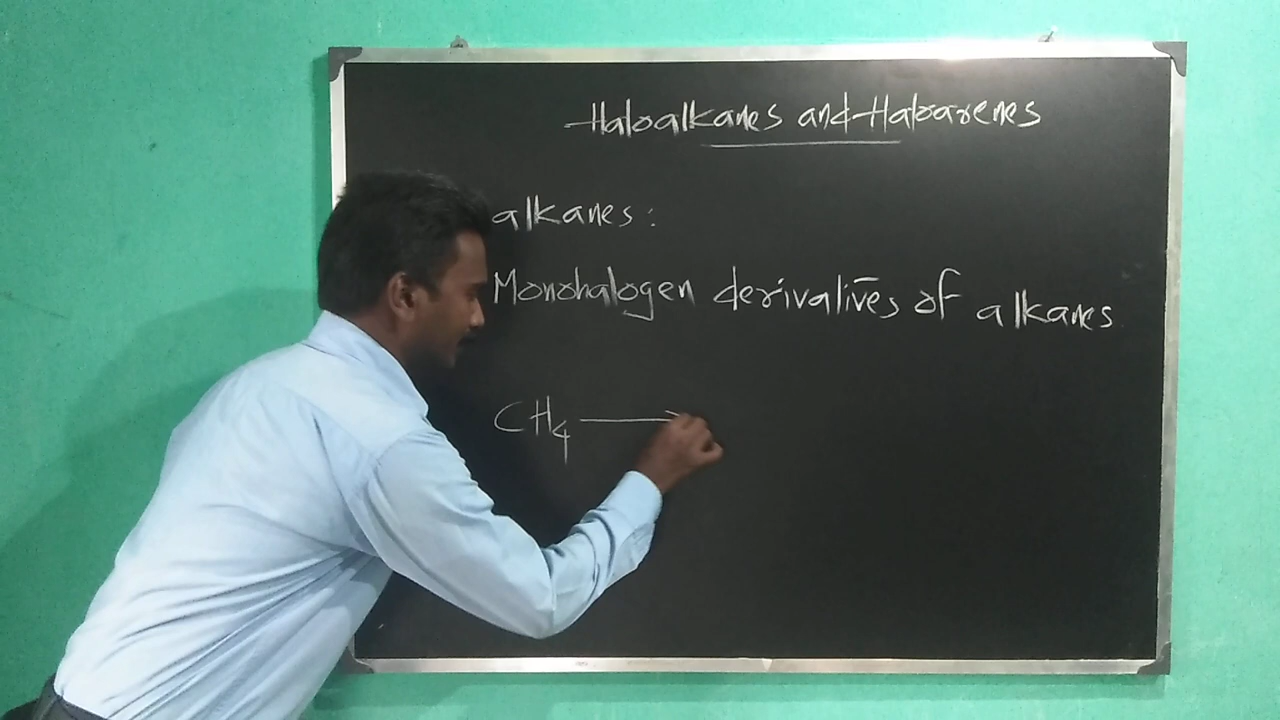 Haloalkanes and Haloarenes
alkanes:
Monohalogen derivatives of alkanes
CH₄ →